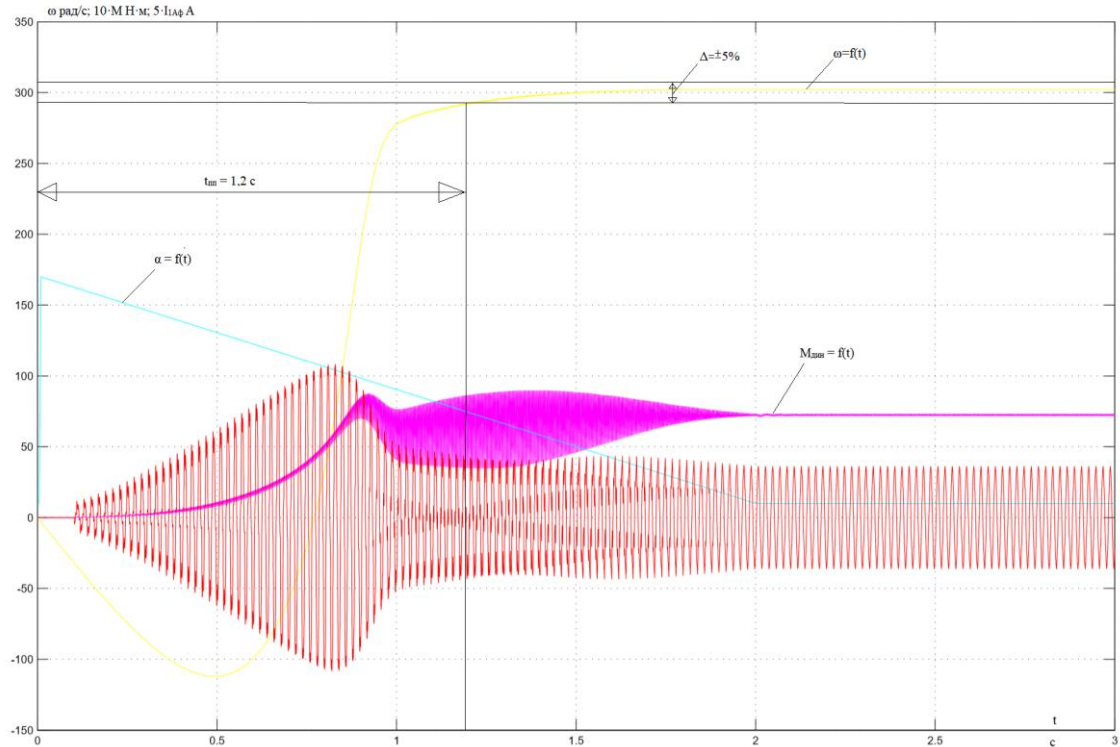 ω рад/с; 10·М Н·м; 5·I₁Аф А
350
300
250
200
150
100
50
0
-50
-100
-150
Δ=±5%
ω=f(t)
tпп = 1,2 с
α = f(t)
Mдин = f(t)
0
0.5
1
1.5
2
2.5
3
t
c